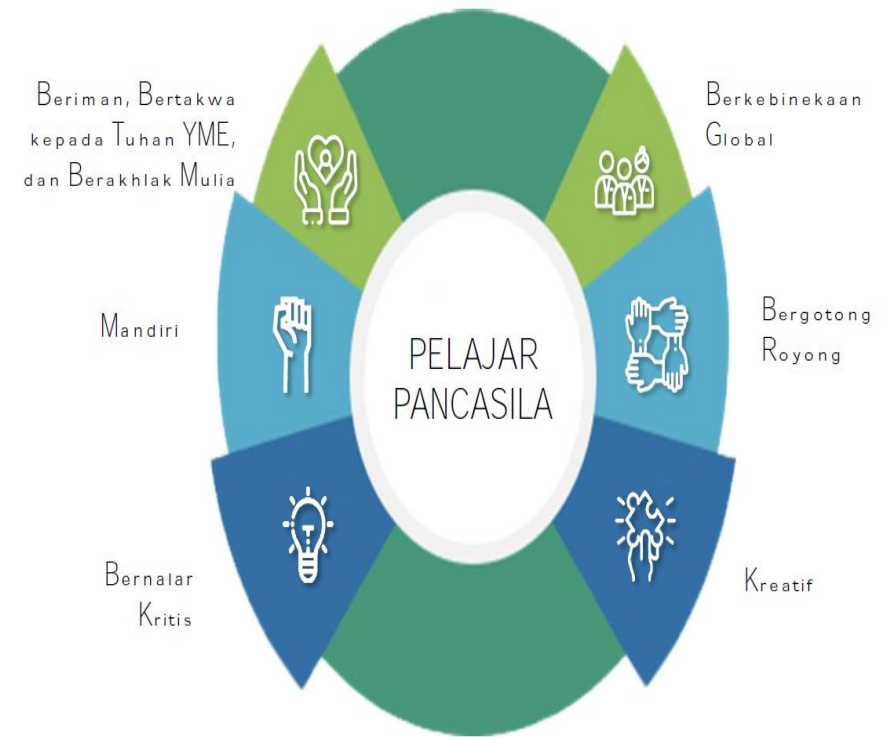 Beriman, Bertakwa
kepada Tuhan YME,
dan Berakhlak Mulia
Berkebinekaan
Global
Mandiri
Bergotong
Royong
PELAJAR
PANCASILA
Bernalar
Kritis
Kreatif